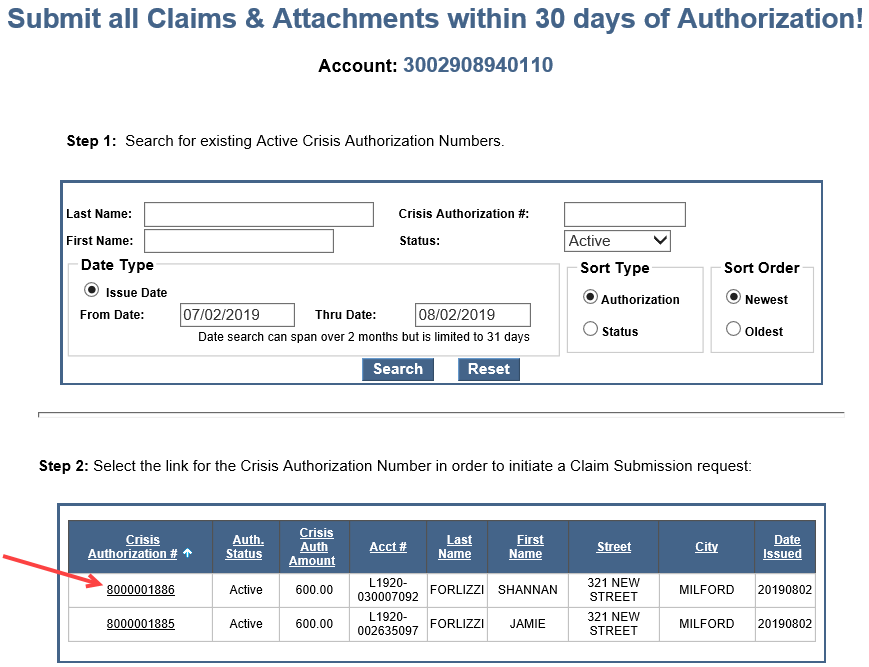 Submit all Claims & Attachments within 30 days of Authorization!
Account: 3002908940110
Step 1: Search for existing Active Crisis Authorization Numbers.
Last Name: Crisis Authorization #:
First Name: Status: Active
Date Type Sort Type Sort Order
Issue Date Authorization Newest
From Date: 07/02/2019 Thru Date: 08/02/2019
Date search can span over 2 months but is limited to 31 days Status Oldest
Search Reset
Step 2: Select the link for the Crisis Authorization Number in order to initiate a Claim Submission request:
Crisis Authorization # Auth. Status Crisis Auth Amount Acct # Last Name First Name Street City Date Issued
8000001886 Active 600.00 L1920-030007092 FORLIZZI SHANNAN 321 NEW STREET MILFORD 20190802
8000001885 Active 600.00 L1920-002635097 FORLIZZI JAMIE 321 NEW STREET MILFORD 20190802